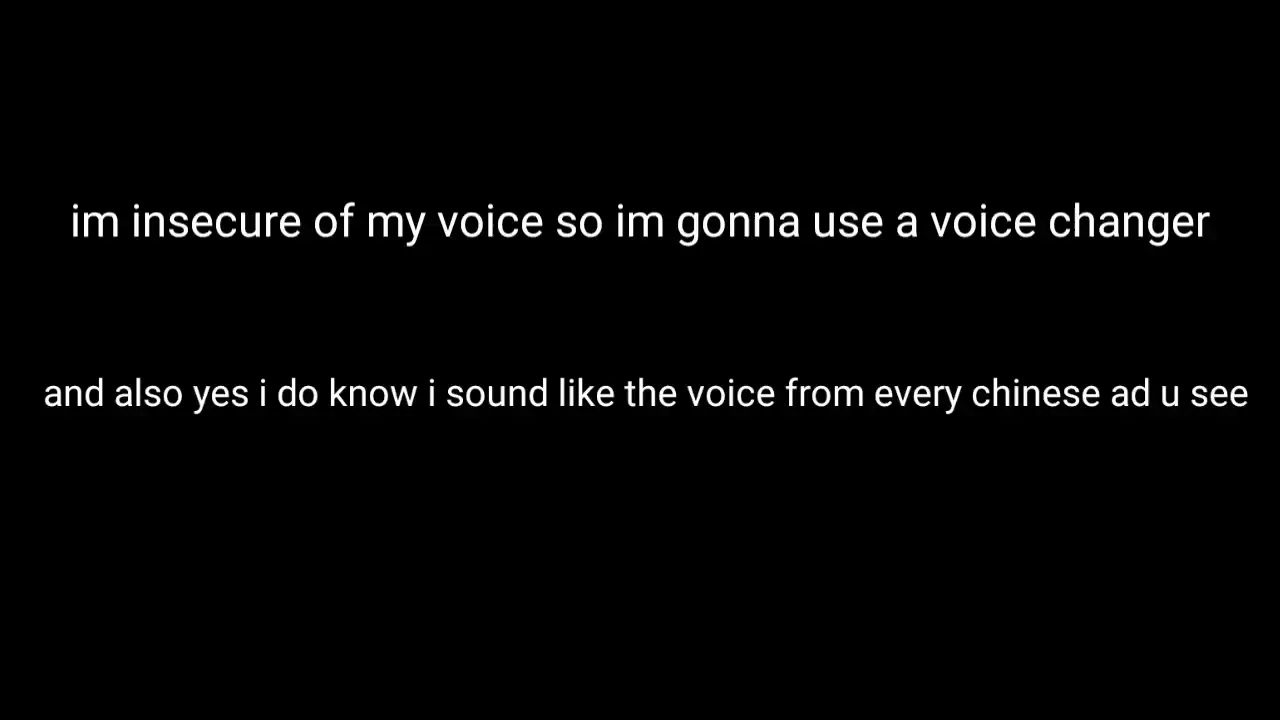 im insecure of my voice so im gonna use a voice changer
and also yes i do know i sound like the voice from every chinese ad u see